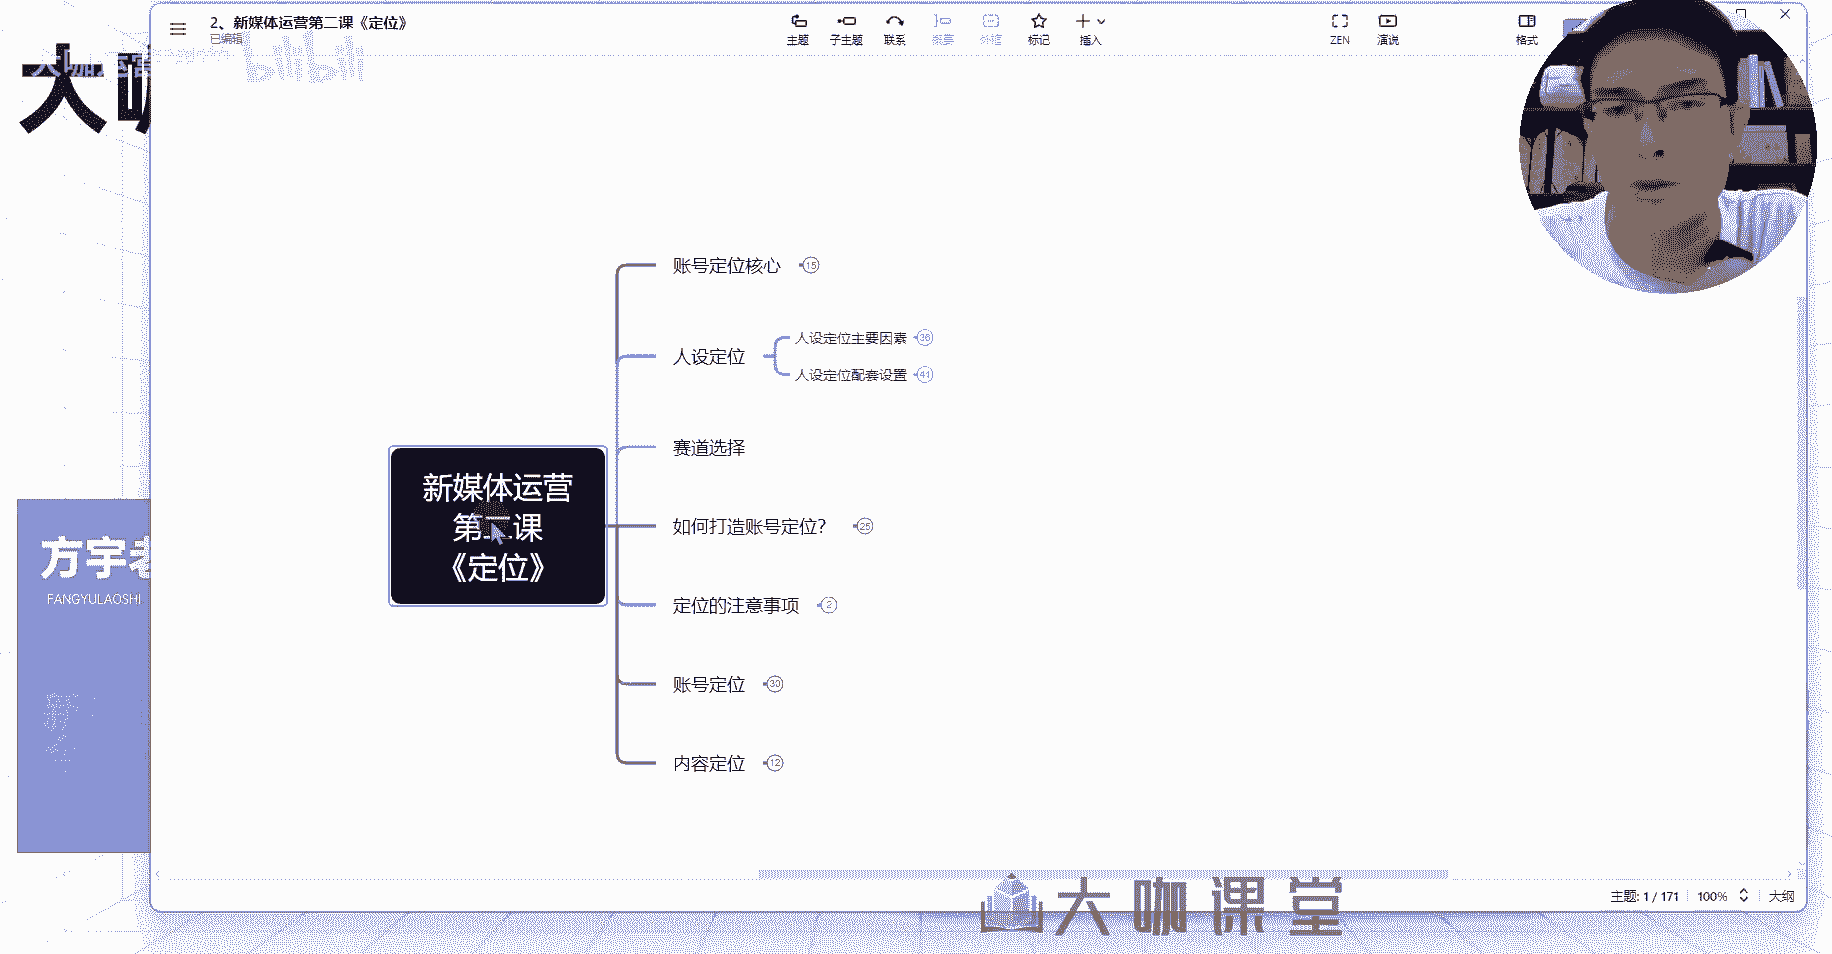 2、新媒体运营第二课《定位》
已编辑
主题
子主题
联系
概要
外框
标记
插入
ZEN
演说
格式
大咖运营
bilibili
大咖
账号定位核心 15
人设定位
人设定位主要因素 36
人设定位配套设置 41
赛道选择
新媒体运营
第二课
《定位》
如何打造账号定位？ 25
定位的注意事项 2
账号定位 30
内容定位 12
方宇老
FANGYULAOSHI
新
主题: 1 / 171
100%
大纲
大咖课堂